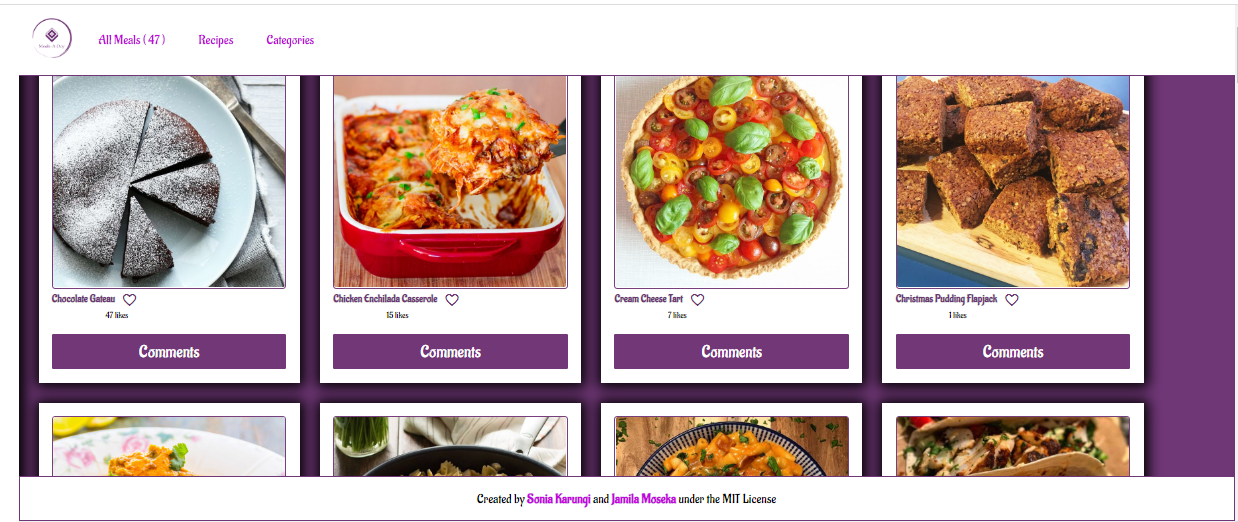 All Meals ( 47 )
Recipes
Categories
Chocolate Gateau
47 likes
Comments
Chicken Enchilada Casserole
15 likes
Comments
Cream Cheese Tart
7 likes
Comments
Christmas Pudding Flapjack
1 likes
Comments
Created by Sonia Karungi and Jamila Moseka under the MIT License